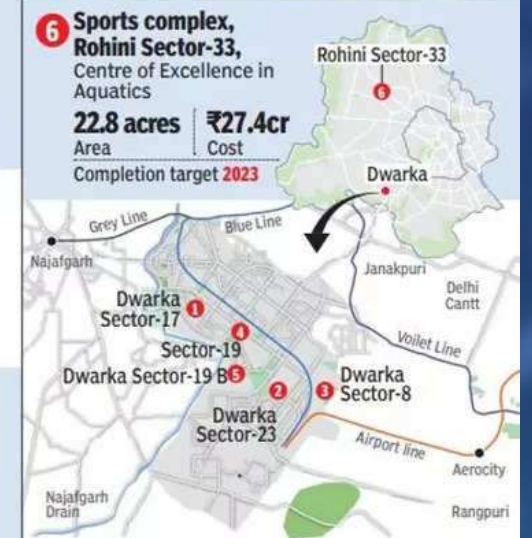 6 Sports complex,
Rohini Sector-33,
Centre of Excellence in
Aquatics
22.8 acres ₹27.4cr
Area Cost
Completion target 2023
Rohini Sector-33
6
Dwarka
Grey Line
Blue Line
Najafgarh
Janakpuri
Delhi
Cantt
Dwarka
Sector-17
1
4
Sector-19
Voilet Line
Dwarka Sector-19 B 5
2
3 Dwarka
Sector-8
Dwarka
Sector-23
Airport line
Aerocity
Najafgarh
Drain
Rangpuri